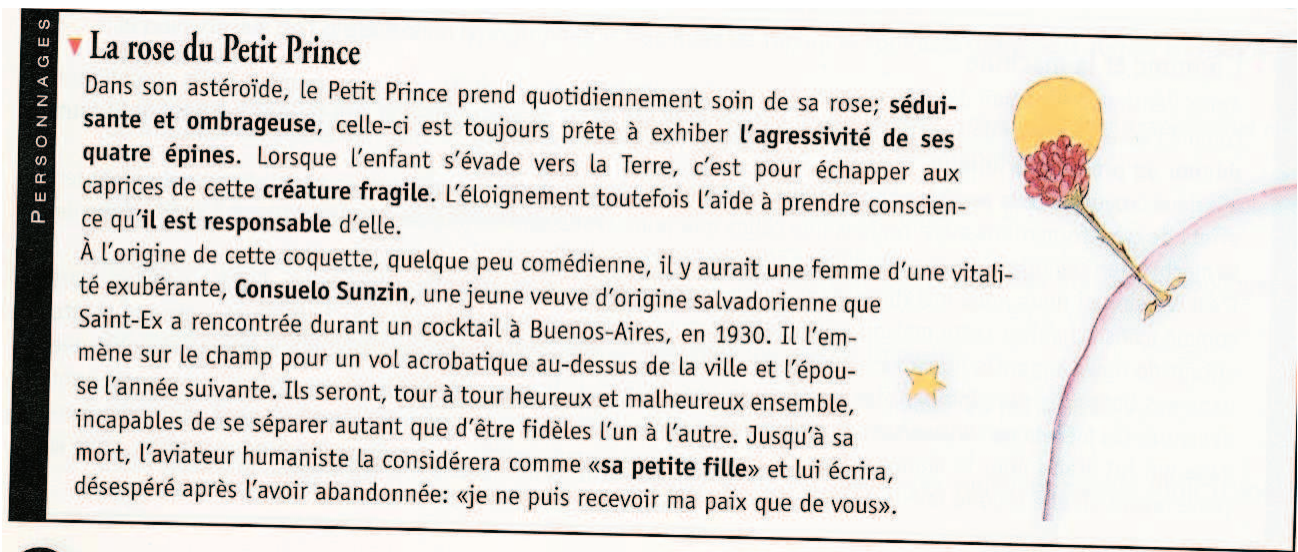 PERSONNAGES
La rose du Petit Prince
Dans son astéroïde, le Petit Prince prend quotidiennement soin de sa rose; sédui-
sante et ombrageuse, celle-ci est toujours prête à exhiber l'agressivité de ses
quatre épines. Lorsque l'enfant s'évade vers la Terre, c'est pour échapper aux
caprices de cette créature fragile. L'éloignement toutefois l'aide à prendre conscien-
ce qu'il est responsable d'elle.
À l'origine de cette coquette, quelque peu comédienne, il y aurait une femme d'une vitali-
té exubérante, Consuelo Sunzin, une jeune veuve d'origine salvadorienne que
Saint-Ex a rencontrée durant un cocktail à Buenos-Aires, en 1930. Il l'em-
mène sur le champ pour un vol acrobatique au-dessus de la ville et l'épou-
se l'année suivante. Ils seront, tour à tour heureux et malheureux ensemble,
incapables de se séparer autant que d'être fidèles l'un à l'autre. Jusqu'à sa
mort, l'aviateur humaniste la considérera comme «sa petite fille» et lui écrira,
désespéré après l'avoir abandonnée: «je ne puis recevoir ma paix que de vous».